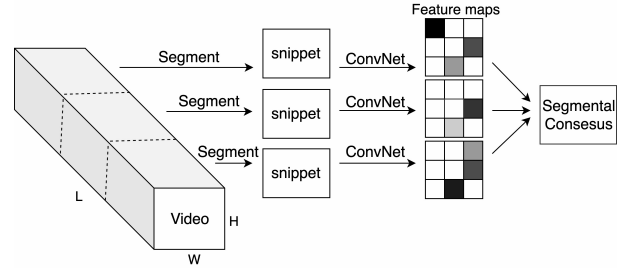 Feature maps
Segment
snippet
ConvNet
Segment
snippet
ConvNet
Segmental
Consesus
Segment
snippet
ConvNet
L
Video
H
W